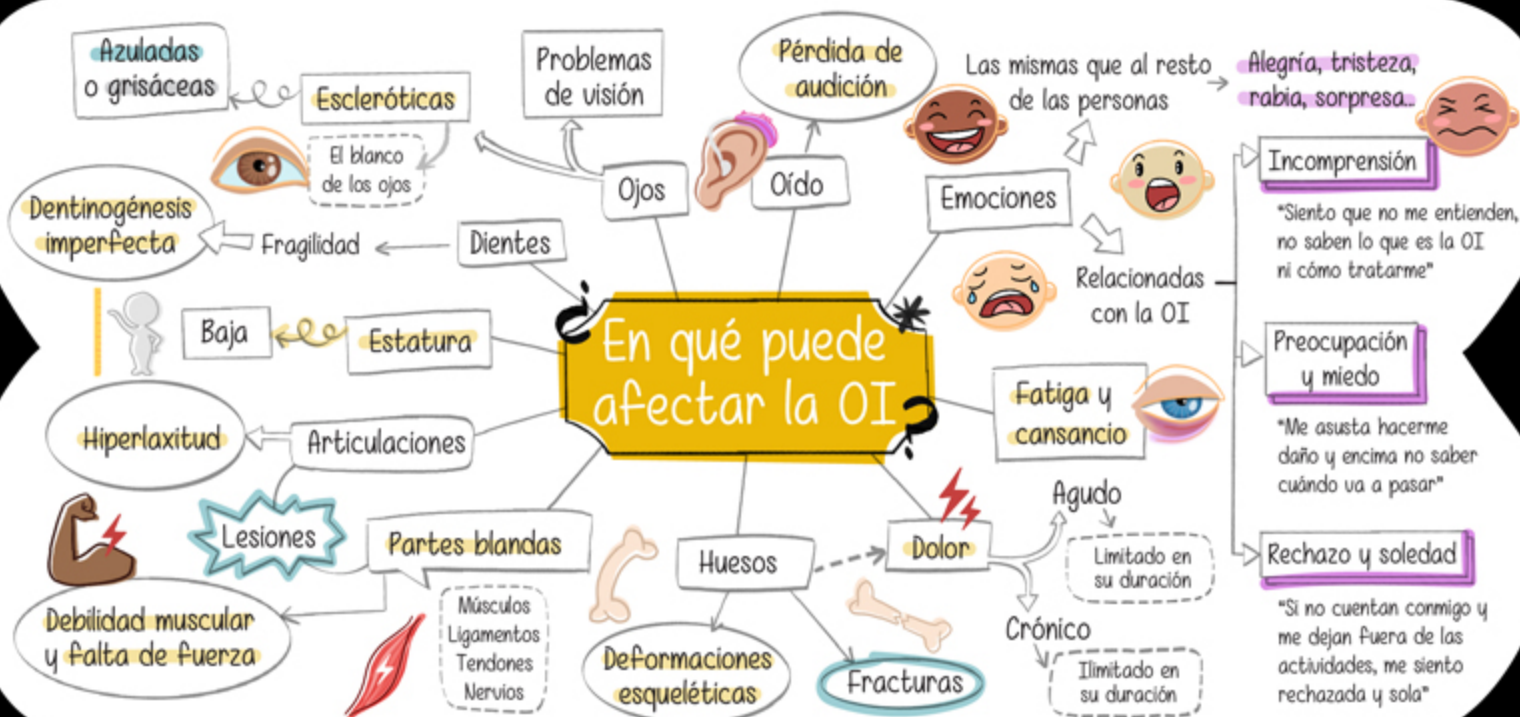 Azuladas
o grisáceas
Escleróticas
El blanco
de los ojos
Problemas
de visión
Ojos
Pérdida de
audición
Oído
Las mismas que al resto
de las personas
Alegría, tristeza,
rabia, sorpresa...
Emociones
Relacionadas
con la OI
Incomprensión
"Siento que no me entienden,
no saben lo que es la OI
ni cómo tratarme"
Preocupación
y miedo
"Me asusta hacerme
daño y encima no saber
cuándo va a pasar"
Rechazo y soledad
"Si no cuentan conmigo y
me dejan fuera de las
actividades, me siento
rechazada y sola"
Dentinogénesis
imperfecta
Fragilidad
Dientes
Baja
Estatura
En qué puede
afectar la OI
Fatiga y
cansancio
Hiperlaxitud
Articulaciones
Lesiones
Partes blandas
Músculos
Ligamentos
Tendones
Nervios
Debilidad muscular
y falta de fuerza
Huesos
Deformaciones
esqueléticas
Fracturas
Dolor
Agudo
Limitado en
su duración
Crónico
Ilimitado en
su duración